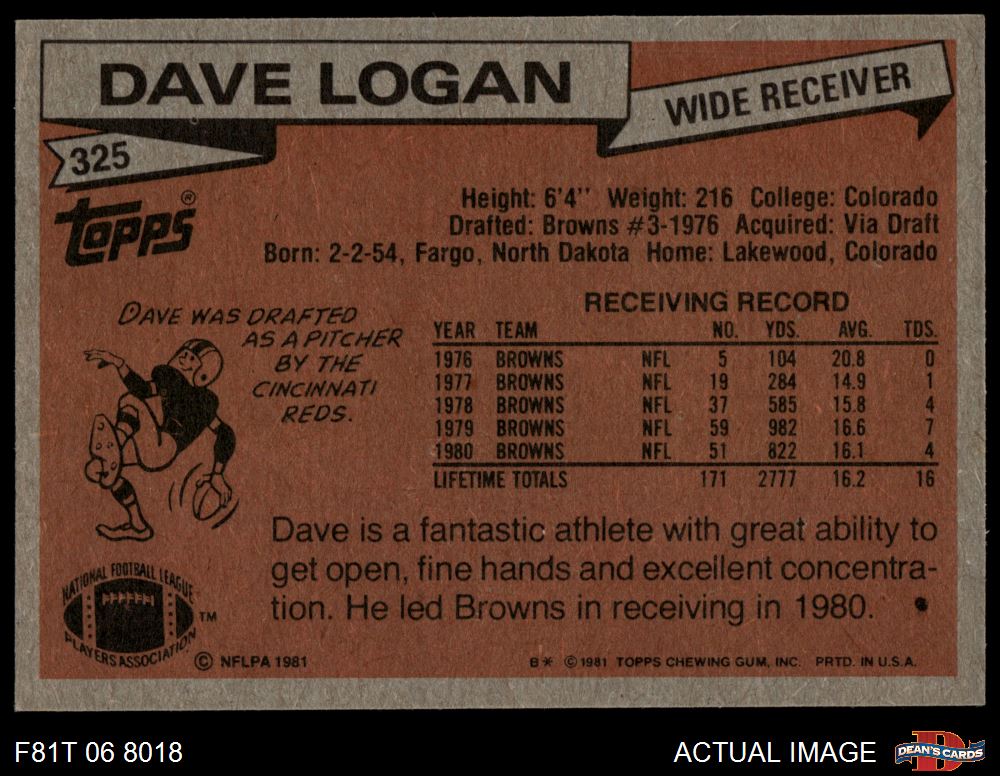 DAVE LOGAN
WIDE RECEIVER
325
TOPPS®
Height: 6'4'' Weight: 216 College: Colorado
Drafted: Browns #3-1976 Acquired: Via Draft
Born: 2-2-54, Fargo, North Dakota Home: Lakewood, Colorado
DAVE WAS DRAFTED
AS A PITCHER
BY THE
CINCINNATI
REDS.
RECEIVING RECORD
YEAR TEAM NO. YDS. AVG. TDS.
1976 BROWNS NFL 5 104 20.8 0
1977 BROWNS NFL 19 284 14.9 1
1978 BROWNS NFL 37 585 15.8 4
1979 BROWNS NFL 59 982 16.6 7
1980 BROWNS NFL 51 822 16.1 4
LIFETIME TOTALS 171 2777 16.2 16
Dave is a fantastic athlete with great ability to
get open, fine hands and excellent concentra-
tion. He led Browns in receiving in 1980.
NATIONAL FOOTBALL LEAGUE
PLAYERS ASSOCIATION
TM
© NFLPA 1981
B* © 1981 TOPPS CHEWING GUM, INC. PRTD. IN U.S.A.
F81T 06 8018
ACTUAL IMAGE
DEAN'S CARDS